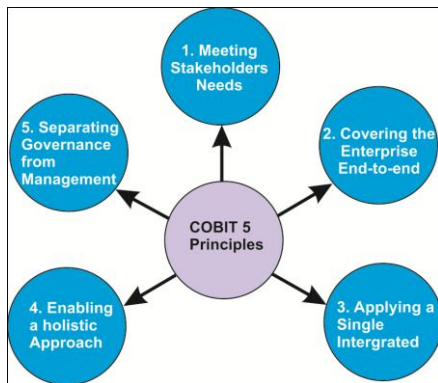 1. Meeting
Stakeholders
Needs
2. Covering the
Enterprise
End-to-end
3. Applying a
Single
Intergrated
4. Enabling
a holistic
Approach
5. Separating
Governance
from
Management
COBIT 5
Principles